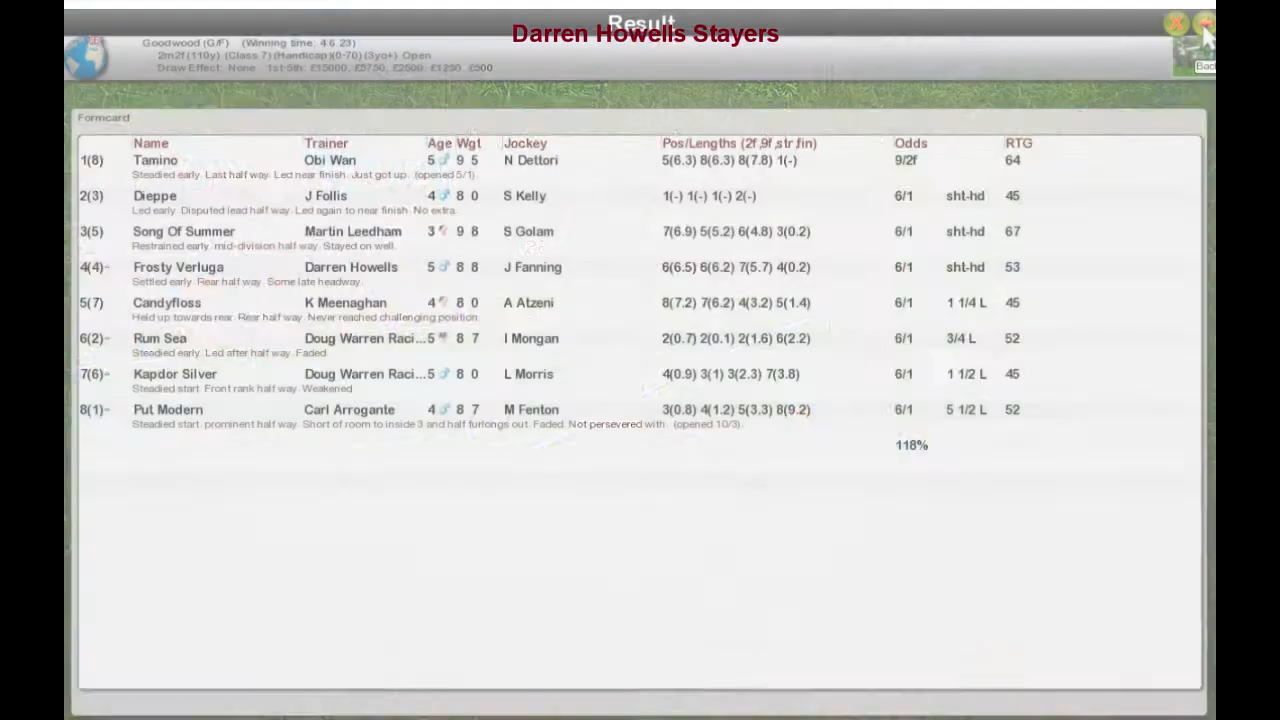 Result
Darren Howells Stayers
Goodwood (G/F) (Winning time: 4.6.23)
2m2f (110y) (Class 7) (Handicap)(0-70) (3yo+) Open
Draw Effect: None 1st-5th: £15000, £5750, £2500, £1250, £500
Back
Formcard
Name Trainer Age Wgt Jockey Pos/Lengths (2f,9f,str,fin) Odds RTG
1(8) Tamino Obi Wan 5 9 5 N Dettori 5(6.3) 8(6.3) 8(7.8) 1(-) 9/2f 64
Steadied early. Last half way. Led near finish. Just got up. (opened 5/1).
2(3) Dieppe J Follis 4 8 0 S Kelly 1(-) 1(-) 1(-) 2(-) 6/1 sht-hd 45
Led early. Disputed lead half way. Led again to near finish. No extra.
3(5) Song Of Summer Martin Leedham 3 9 8 S Golam 7(6.9) 5(5.2) 6(4.8) 3(0.2) 6/1 sht-hd 67
Restrained early. mid-division half way. Stayed on well.
4(4)- Frosty Verluga Darren Howells 5 8 8 J Fanning 6(6.5) 6(6.2) 7(5.7) 4(0.2) 6/1 sht-hd 53
Settled early. Rear half way. Some late headway.
5(7) Candyfloss K Meenaghan 4 8 0 A Atzeni 8(7.2) 7(6.2) 4(3.2) 5(1.4) 6/1 1 1/4 L 45
Held up towards rear. Rear half way. Never reached challenging position.
6(2)- Rum Sea Doug Warren Raci... 5 8 7 I Mongan 2(0.7) 2(0.1) 2(1.6) 6(2.2) 6/1 3/4 L 52
Steadied early. Led after half way. Faded.
7(6)- Kapdor Silver Doug Warren Raci... 5 8 0 L Morris 4(0.9) 3(1) 3(2.3) 7(3.8) 6/1 1 1/2 L 45
Steadied start. Front rank half way. Weakened.
8(1)- Put Modern Carl Arrogante 4 8 7 M Fenton 3(0.8) 4(1.2) 5(3.3) 8(9.2) 6/1 5 1/2 L 52
Steadied start. prominent half way. Short of room to inside 3 and half furlongs out. Faded. Not persevered with. (opened 10/3).
118%